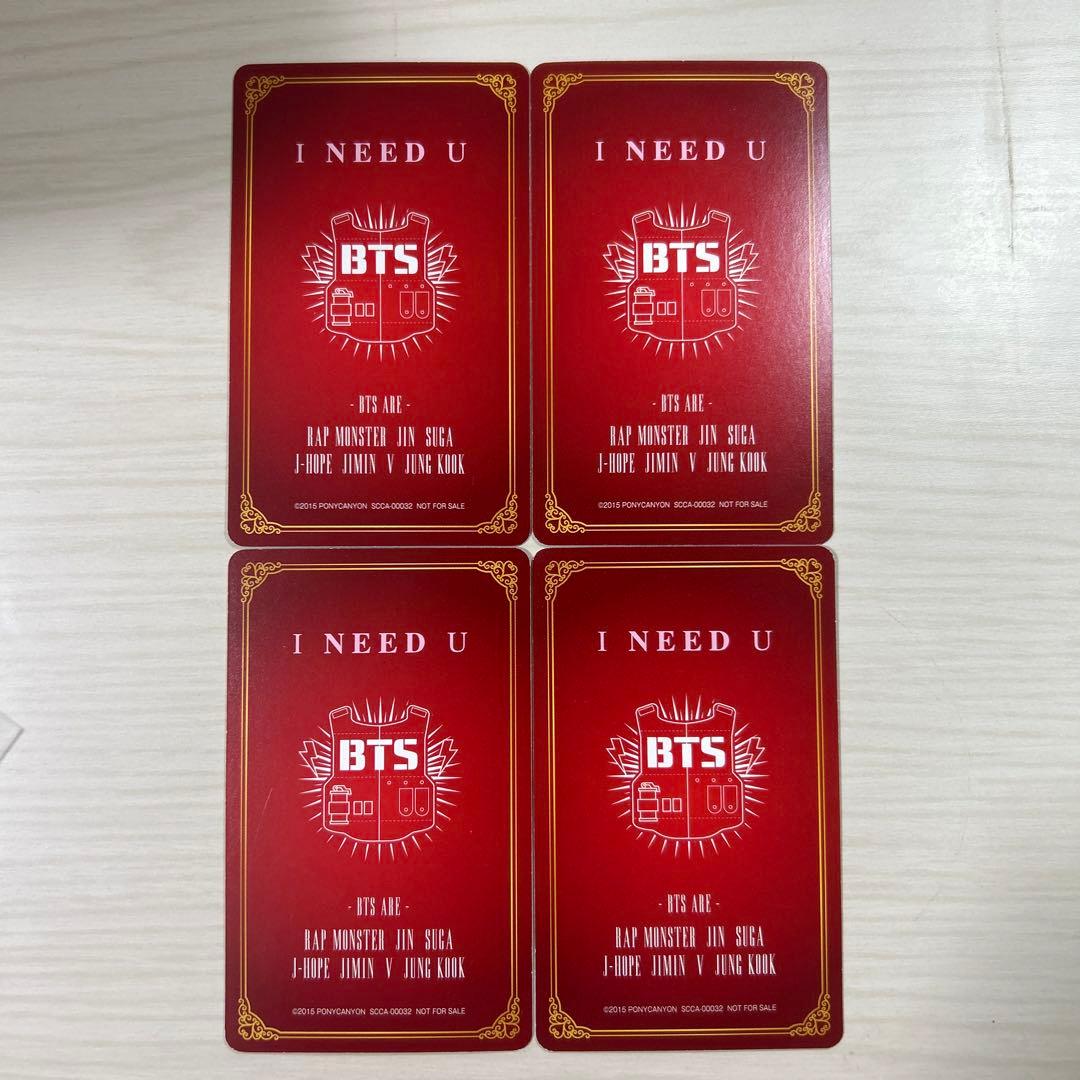 I NEED U
BTS
- BTS ARE -
RAP MONSTER JIN SUGA
J-HOPE JIMIN V JUNG KOOK
©2015 PONYCANYON SCCA-00032 NOT FOR SALE
I NEED U
BTS
- BTS ARE -
RAP MONSTER JIN SUGA
J-HOPE JIMIN V JUNG KOOK
©2015 PONYCANYON SCCA-00032 NOT FOR SALE
I NEED U
BTS
- BTS ARE -
RAP MONSTER JIN SUGA
J-HOPE JIMIN V JUNG KOOK
©2015 PONYCANYON SCCA-00032 NOT FOR SALE
I NEED U
BTS
- BTS ARE -
RAP MONSTER JIN SUGA
J-HOPE JIMIN V JUNG KOOK
©2015 PONYCANYON SCCA-00032 NOT FOR SALE